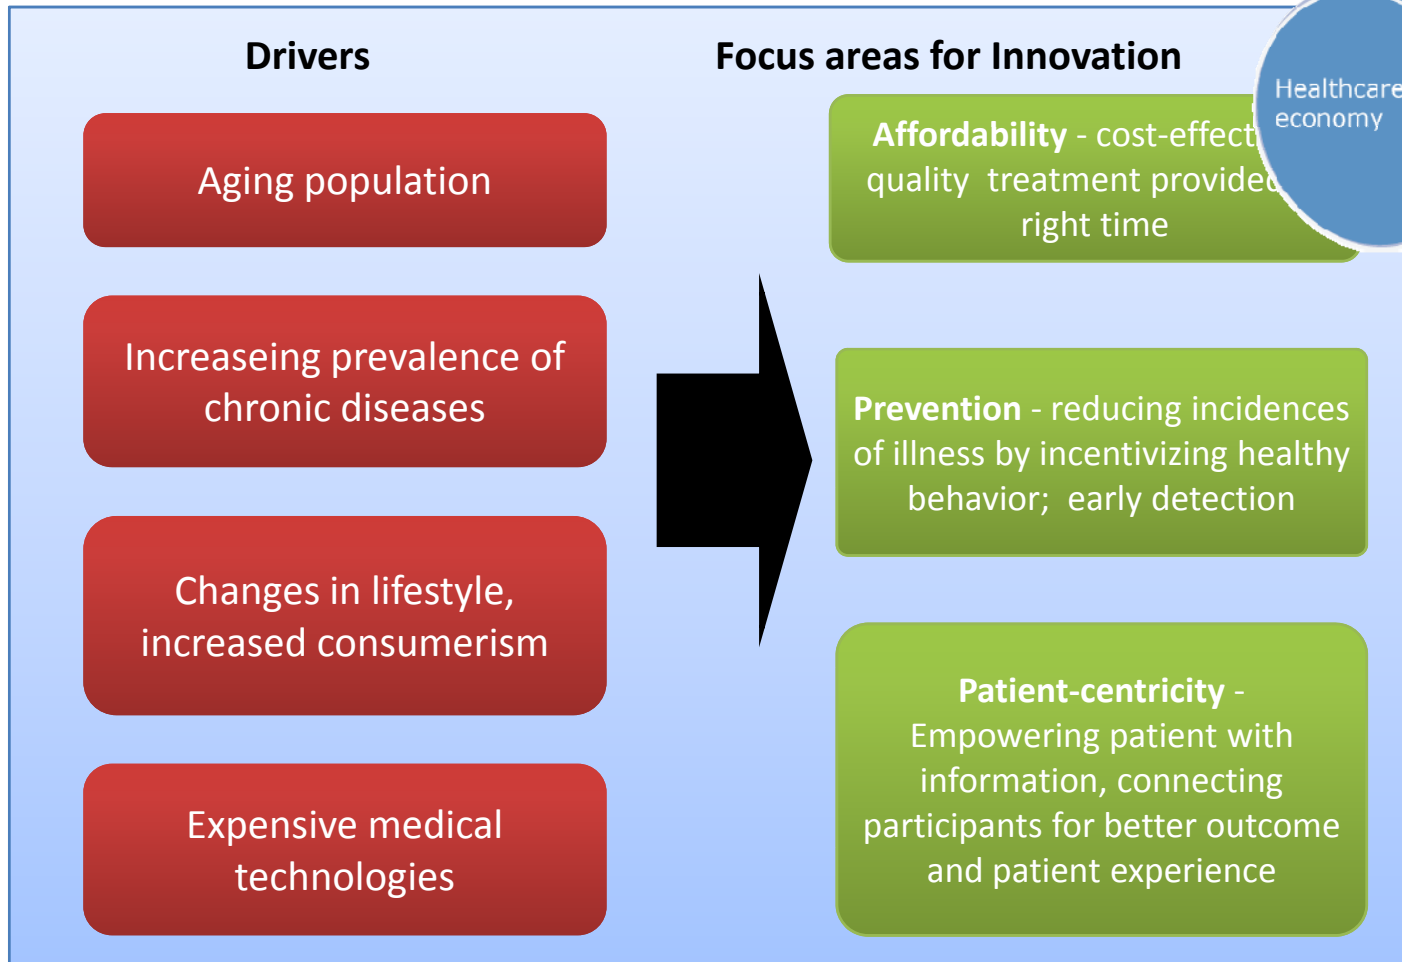 Drivers
Aging population
Increaseing prevalence of
chronic diseases
Changes in lifestyle,
increased consumerism
Expensive medical
technologies
Focus areas for Innovation
Healthcare
economy
Affordability - cost-effect
quality  treatment provided
right time
Prevention - reducing incidences
of illness by incentivizing healthy
behavior;  early detection
Patient-centricity -
Empowering patient with
information, connecting
participants for better outcome
and patient experience